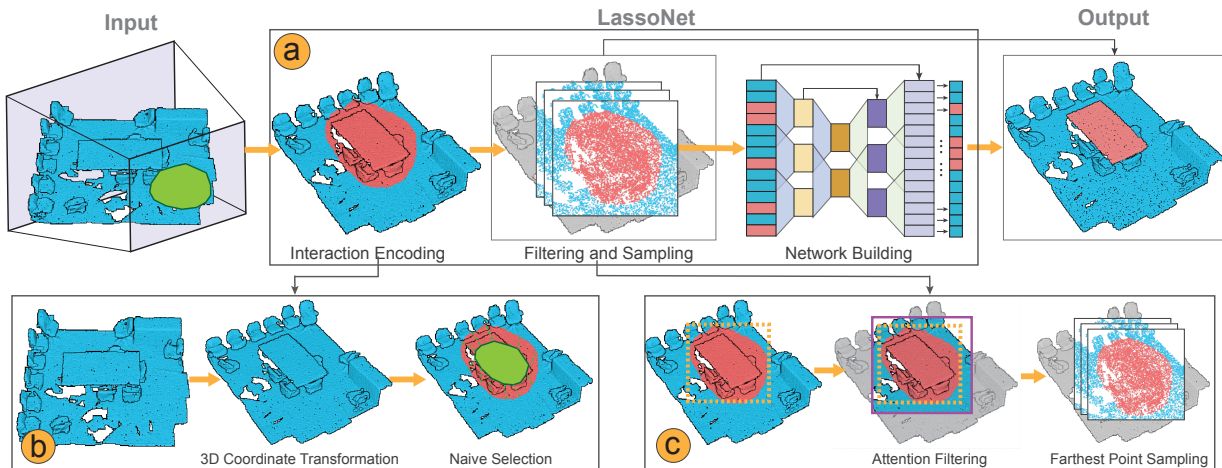 Input
LassoNet
Output
a
Interaction Encoding
Filtering and Sampling
Network Building
b
3D Coordinate Transformation
Naive Selection
c
Attention Filtering
Farthest Point Sampling